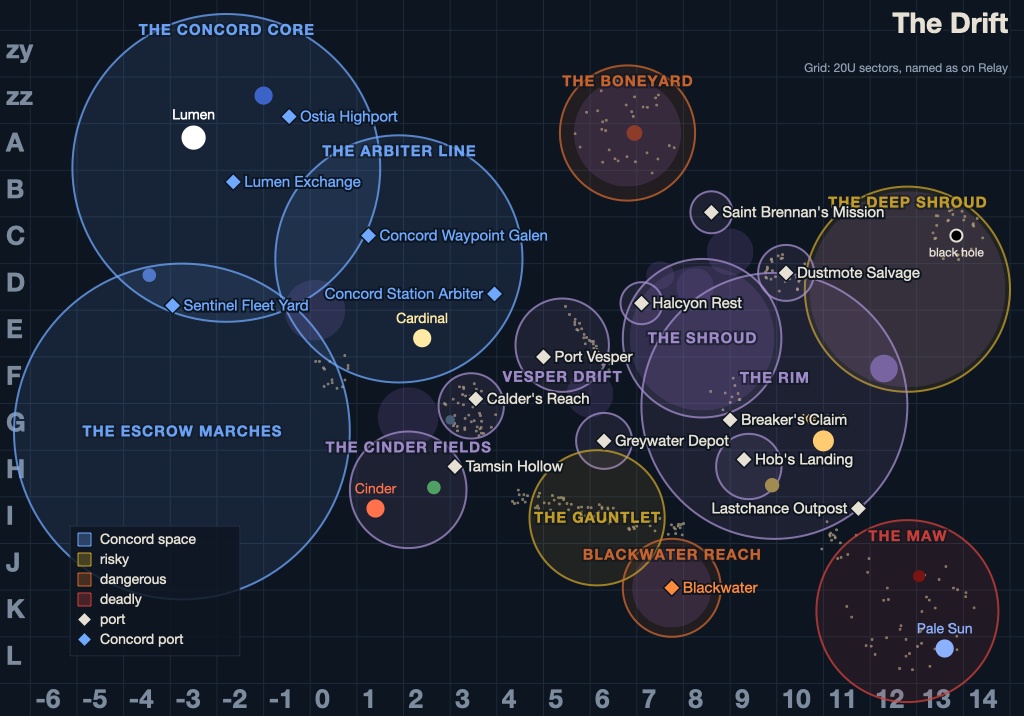 The Drift
Grid: 20U sectors, named as on Relay
THE CONCORD CORE
zy
THE BONEYARD
zz
Lumen
Ostia Highport
A
THE ARBITER LINE
B
Lumen Exchange
THE DEEP SHROUD
Saint Brennan's Mission
C
Concord Waypoint Galen
black hole
D
Dustmote Salvage
Concord Station Arbiter
Sentinel Fleet Yard
Halcyon Rest
E
Cardinal
THE SHROUD
Port Vesper
F
VESPER DRIFT
THE RIM
Calder's Reach
G
Breaker's Claim
THE ESCROW MARCHES
Greywater Depot
THE CINDER FIELDS
H
Tamsin Hollow
Hob's Landing
Cinder
I
Lastchance Outpost
THE GAUNTLET
THE MAW
Concord space
J
BLACKWATER REACH
risky
dangerous
Blackwater
deadly
K
port
Pale Sun
Concord port
L
-6 -5 -4 -3 -2 -1 0 1 2 3 4 5 6 7 8 9 10 11 12 13 14